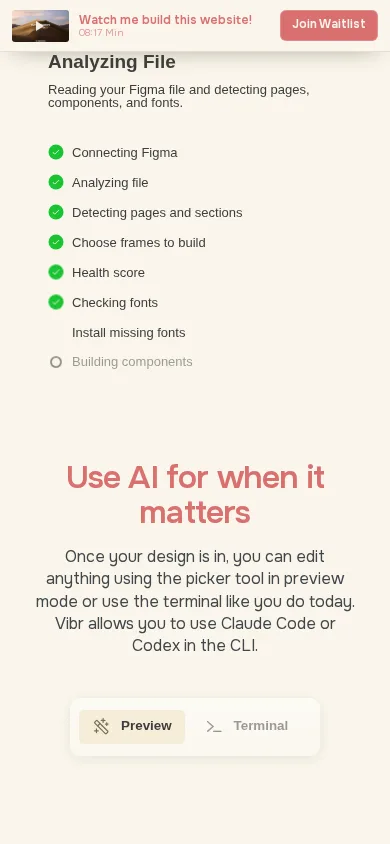 Watch me build this website!
08:17 Min
Join Waitlist
Analyzing File
Reading your Figma file and detecting pages,
components, and fonts.
Connecting Figma
Analyzing file
Detecting pages and sections
Choose frames to build
Health score
Checking fonts
Install missing fonts
Building components
Use AI for when it
matters
Once your design is in, you can edit
anything using the picker tool in preview
mode or use the terminal like you do today.
Vibr allows you to use Claude Code or
Codex in the CLI.
Preview
Terminal